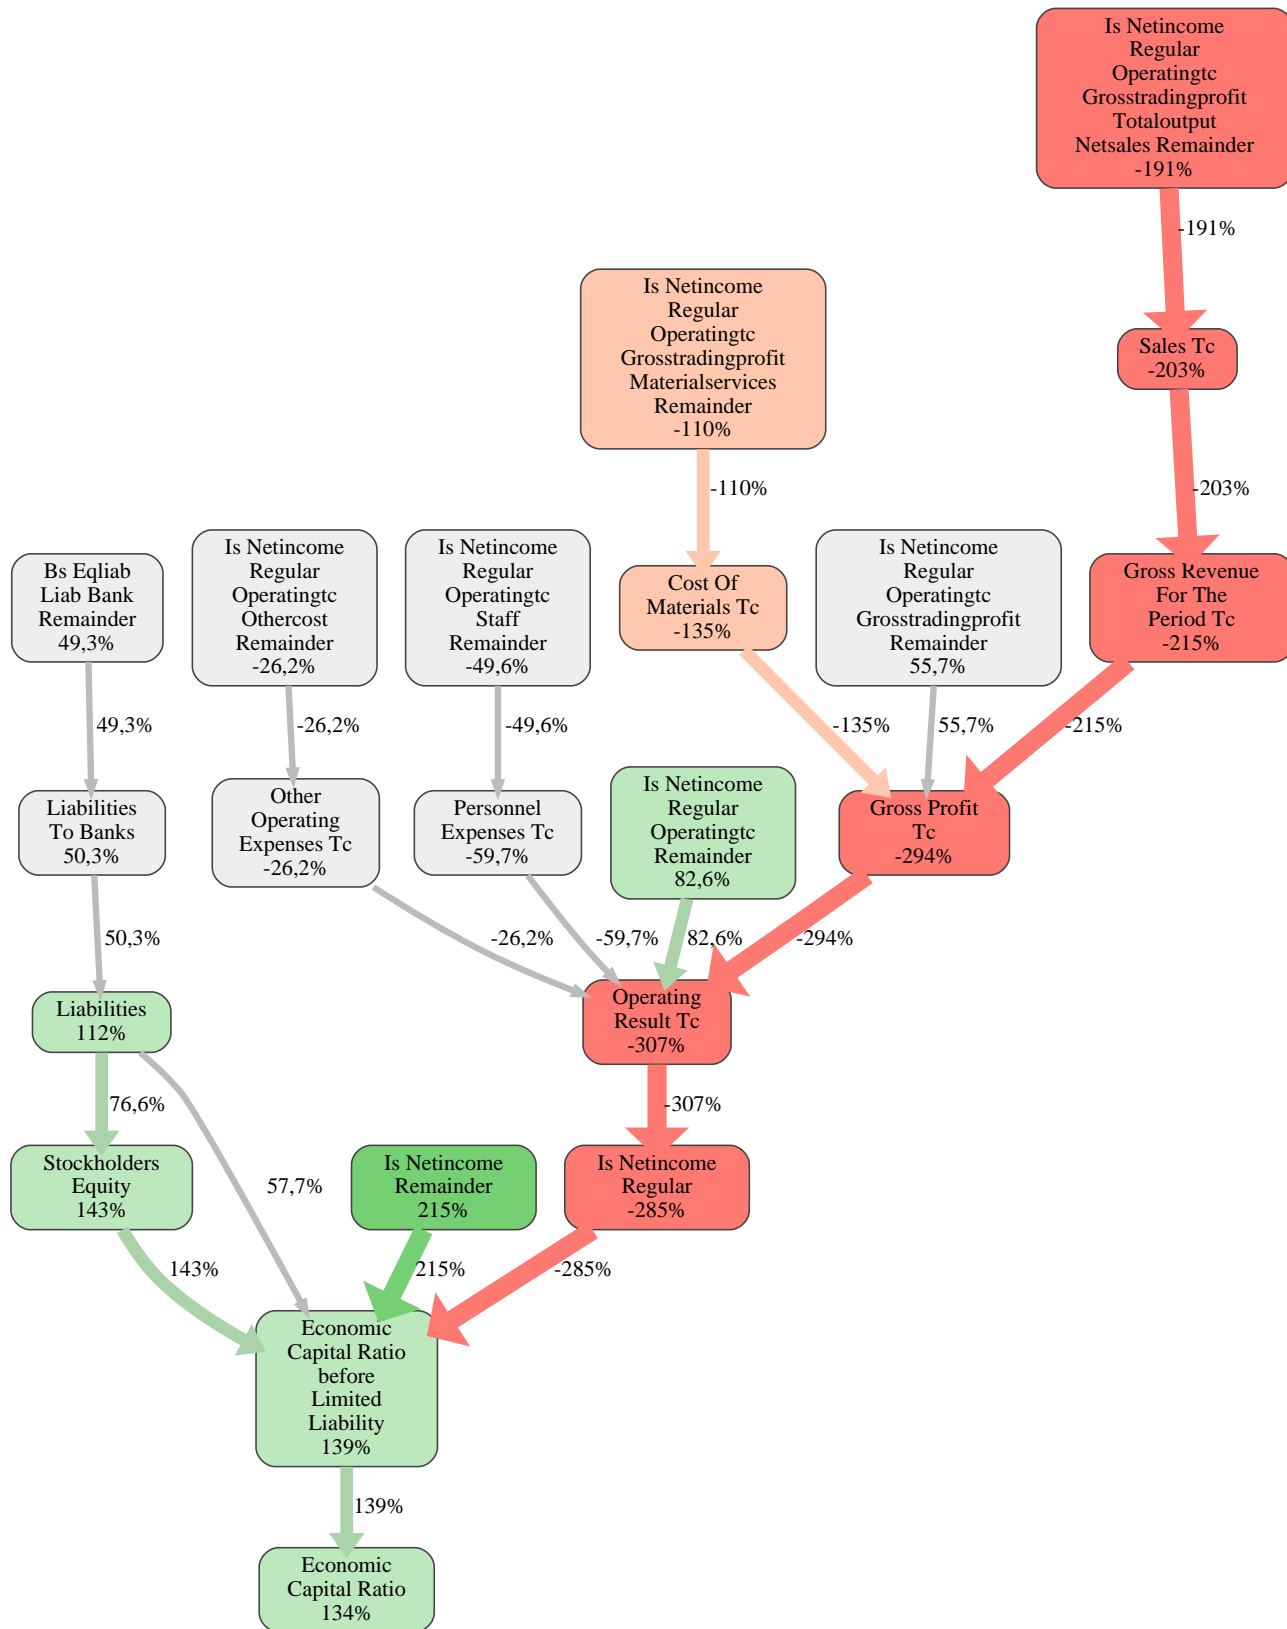 Is Netincome
Regular
Operatingtc
Grosstradingprofit
Totaloutput
Netsales Remainder
-191%
-191%
Is Netincome
Regular
Operatingtc
Grosstradingprofit
Materialservices
Remainder
-110%
Sales Tc
-203%
-110%
-203%
Bs Eqliab
Liab Bank
Remainder
49,3%
Is Netincome
Regular
Operatingtc
Othercost
Remainder
-26,2%
Is Netincome
Regular
Operatingtc
Staff
Remainder
-49,6%
Cost Of
Materials Tc
-135%
Is Netincome
Regular
Operatingtc
Grosstradingprofit
Remainder
55,7%
Gross Revenue
For The
Period Tc
-215%
49,3%
-26,2%
-49,6%
-135%
55,7%
-215%
Liabilities
To Banks
50,3%
Other
Operating
Expenses Tc
-26,2%
Personnel
Expenses Tc
-59,7%
Is Netincome
Regular
Operatingtc
Remainder
82,6%
Gross Profit
Tc
-294%
50,3%
-26,2%
-59,7%
82,6%
-294%
Liabilities
112%
Operating
Result Tc
-307%
76,6%
-307%
Stockholders
Equity
143%
57,7%
Is Netincome
Remainder
215%
Is Netincome
Regular
-285%
143%
215%
-285%
Economic
Capital Ratio
before
Limited
Liability
139%
139%
Economic
Capital Ratio
134%